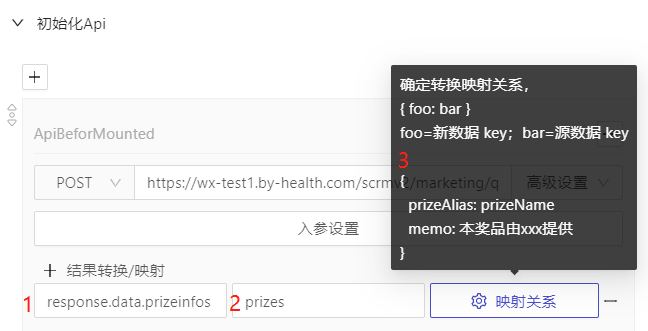 初始化Api
+
ApiBeforMounted
确定转换映射关系，
{ foo: bar }
foo=新数据 key；bar=源数据 key
3
{
prizeAlias: prizeName
memo: 本奖品由xxx提供
}
POST
https://wx-test1.by-health.com/scrmv2/marketing/q
高级设置
入参设置
+ 结果转换/映射
1 response.data.prizeinfos
2 prizes
映射关系